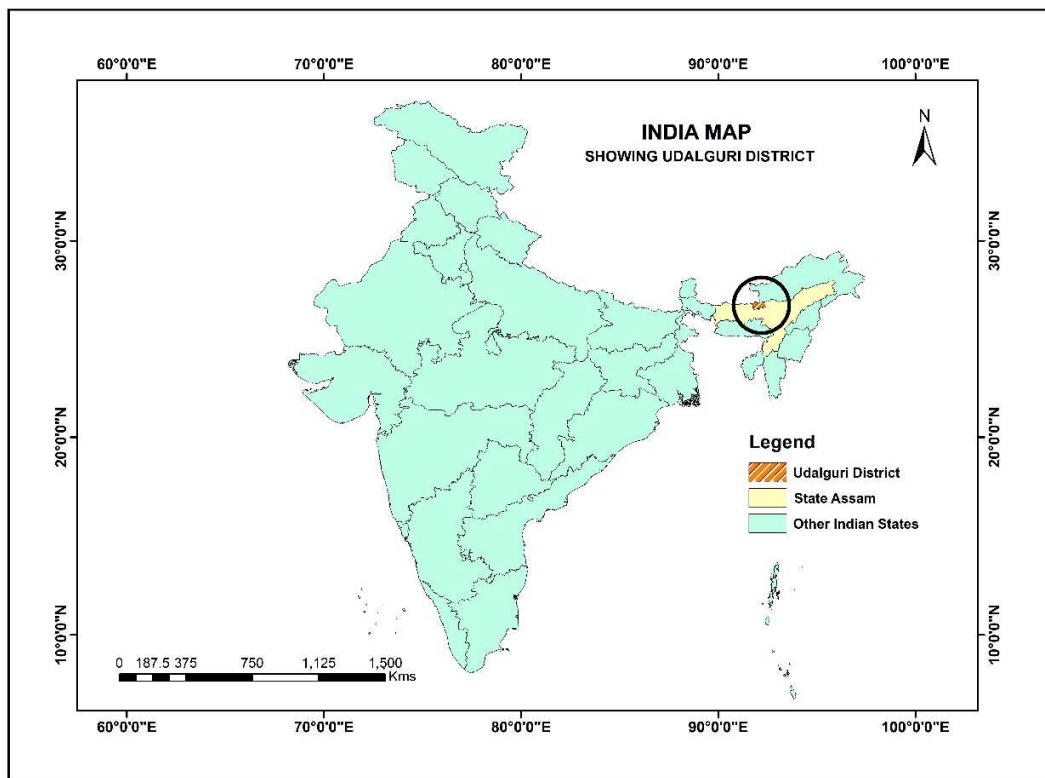 60°0'0"E 70°0'0"E 80°0'0"E 90°0'0"E 100°0'0"E
N
INDIA MAP
SHOWING UDALGURI DISTRICT
30°0'0"N 30°0'0"N
20°0'0"N 20°0'0"N
Legend
Udalguri District
State Assam
Other Indian States
10°0'0"N 10°0'0"N
0 187.5 375 750 1,125 1,500
Kms
60°0'0"E 70°0'0"E 80°0'0"E 90°0'0"E 100°0'0"E